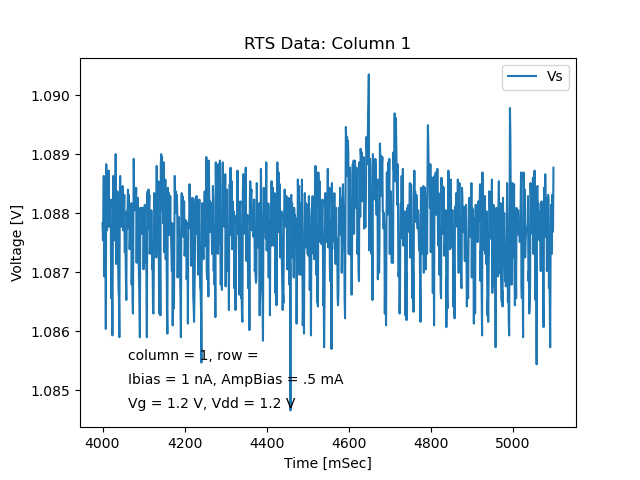 RTS Data: Column 1
Vs
1.090
1.089
1.088
1.087
1.086
1.085
Voltage [V]
column = 1, row =
Ibias = 1 nA, AmpBias = .5 mA
Vg = 1.2 V, Vdd = 1.2 V
4000 4200 4400 4600 4800 5000
Time [mSec]